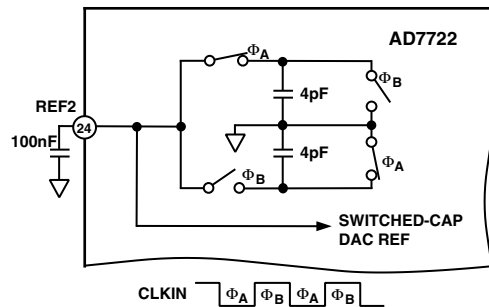 AD7722
ΦA
ΦB
4pF
REF2
24
100nF
4pF
ΦA
ΦB
SWITCHED-CAP
DAC REF
CLKIN ΦA ΦB ΦA ΦB